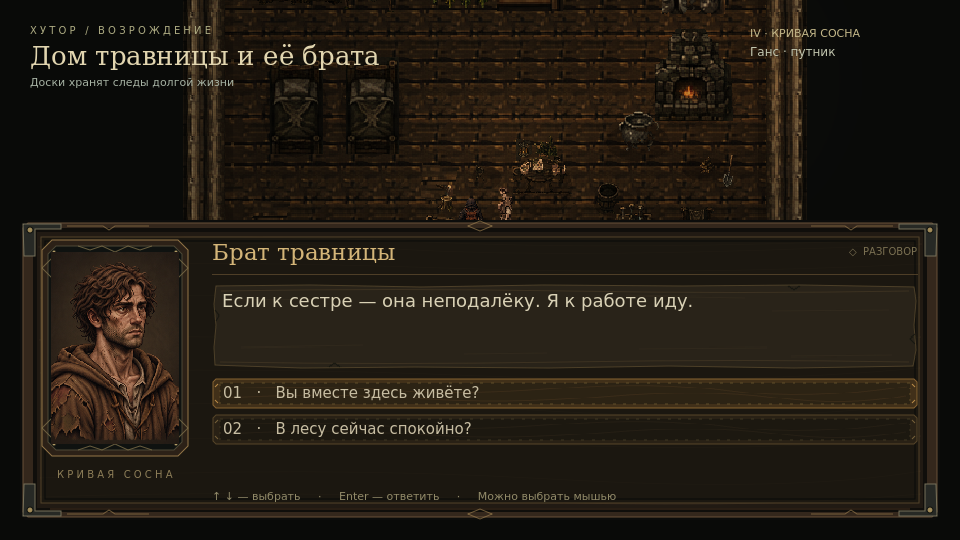 ХУТОР / ВОЗРОЖДЕНИЕ
Дом травницы и её брата
Доски хранят следы долгой жизни
IV · КРИВАЯ СОСНА
Ганс · путник
Брат травницы
◇ РАЗГОВОР
Если к сестре — она неподалёку. Я к работе иду.
01 · Вы вместе здесь живёте?
02 · В лесу сейчас спокойно?
КРИВАЯ СОСНА
↑ ↓ — выбрать · Enter — ответить · Можно выбрать мышью